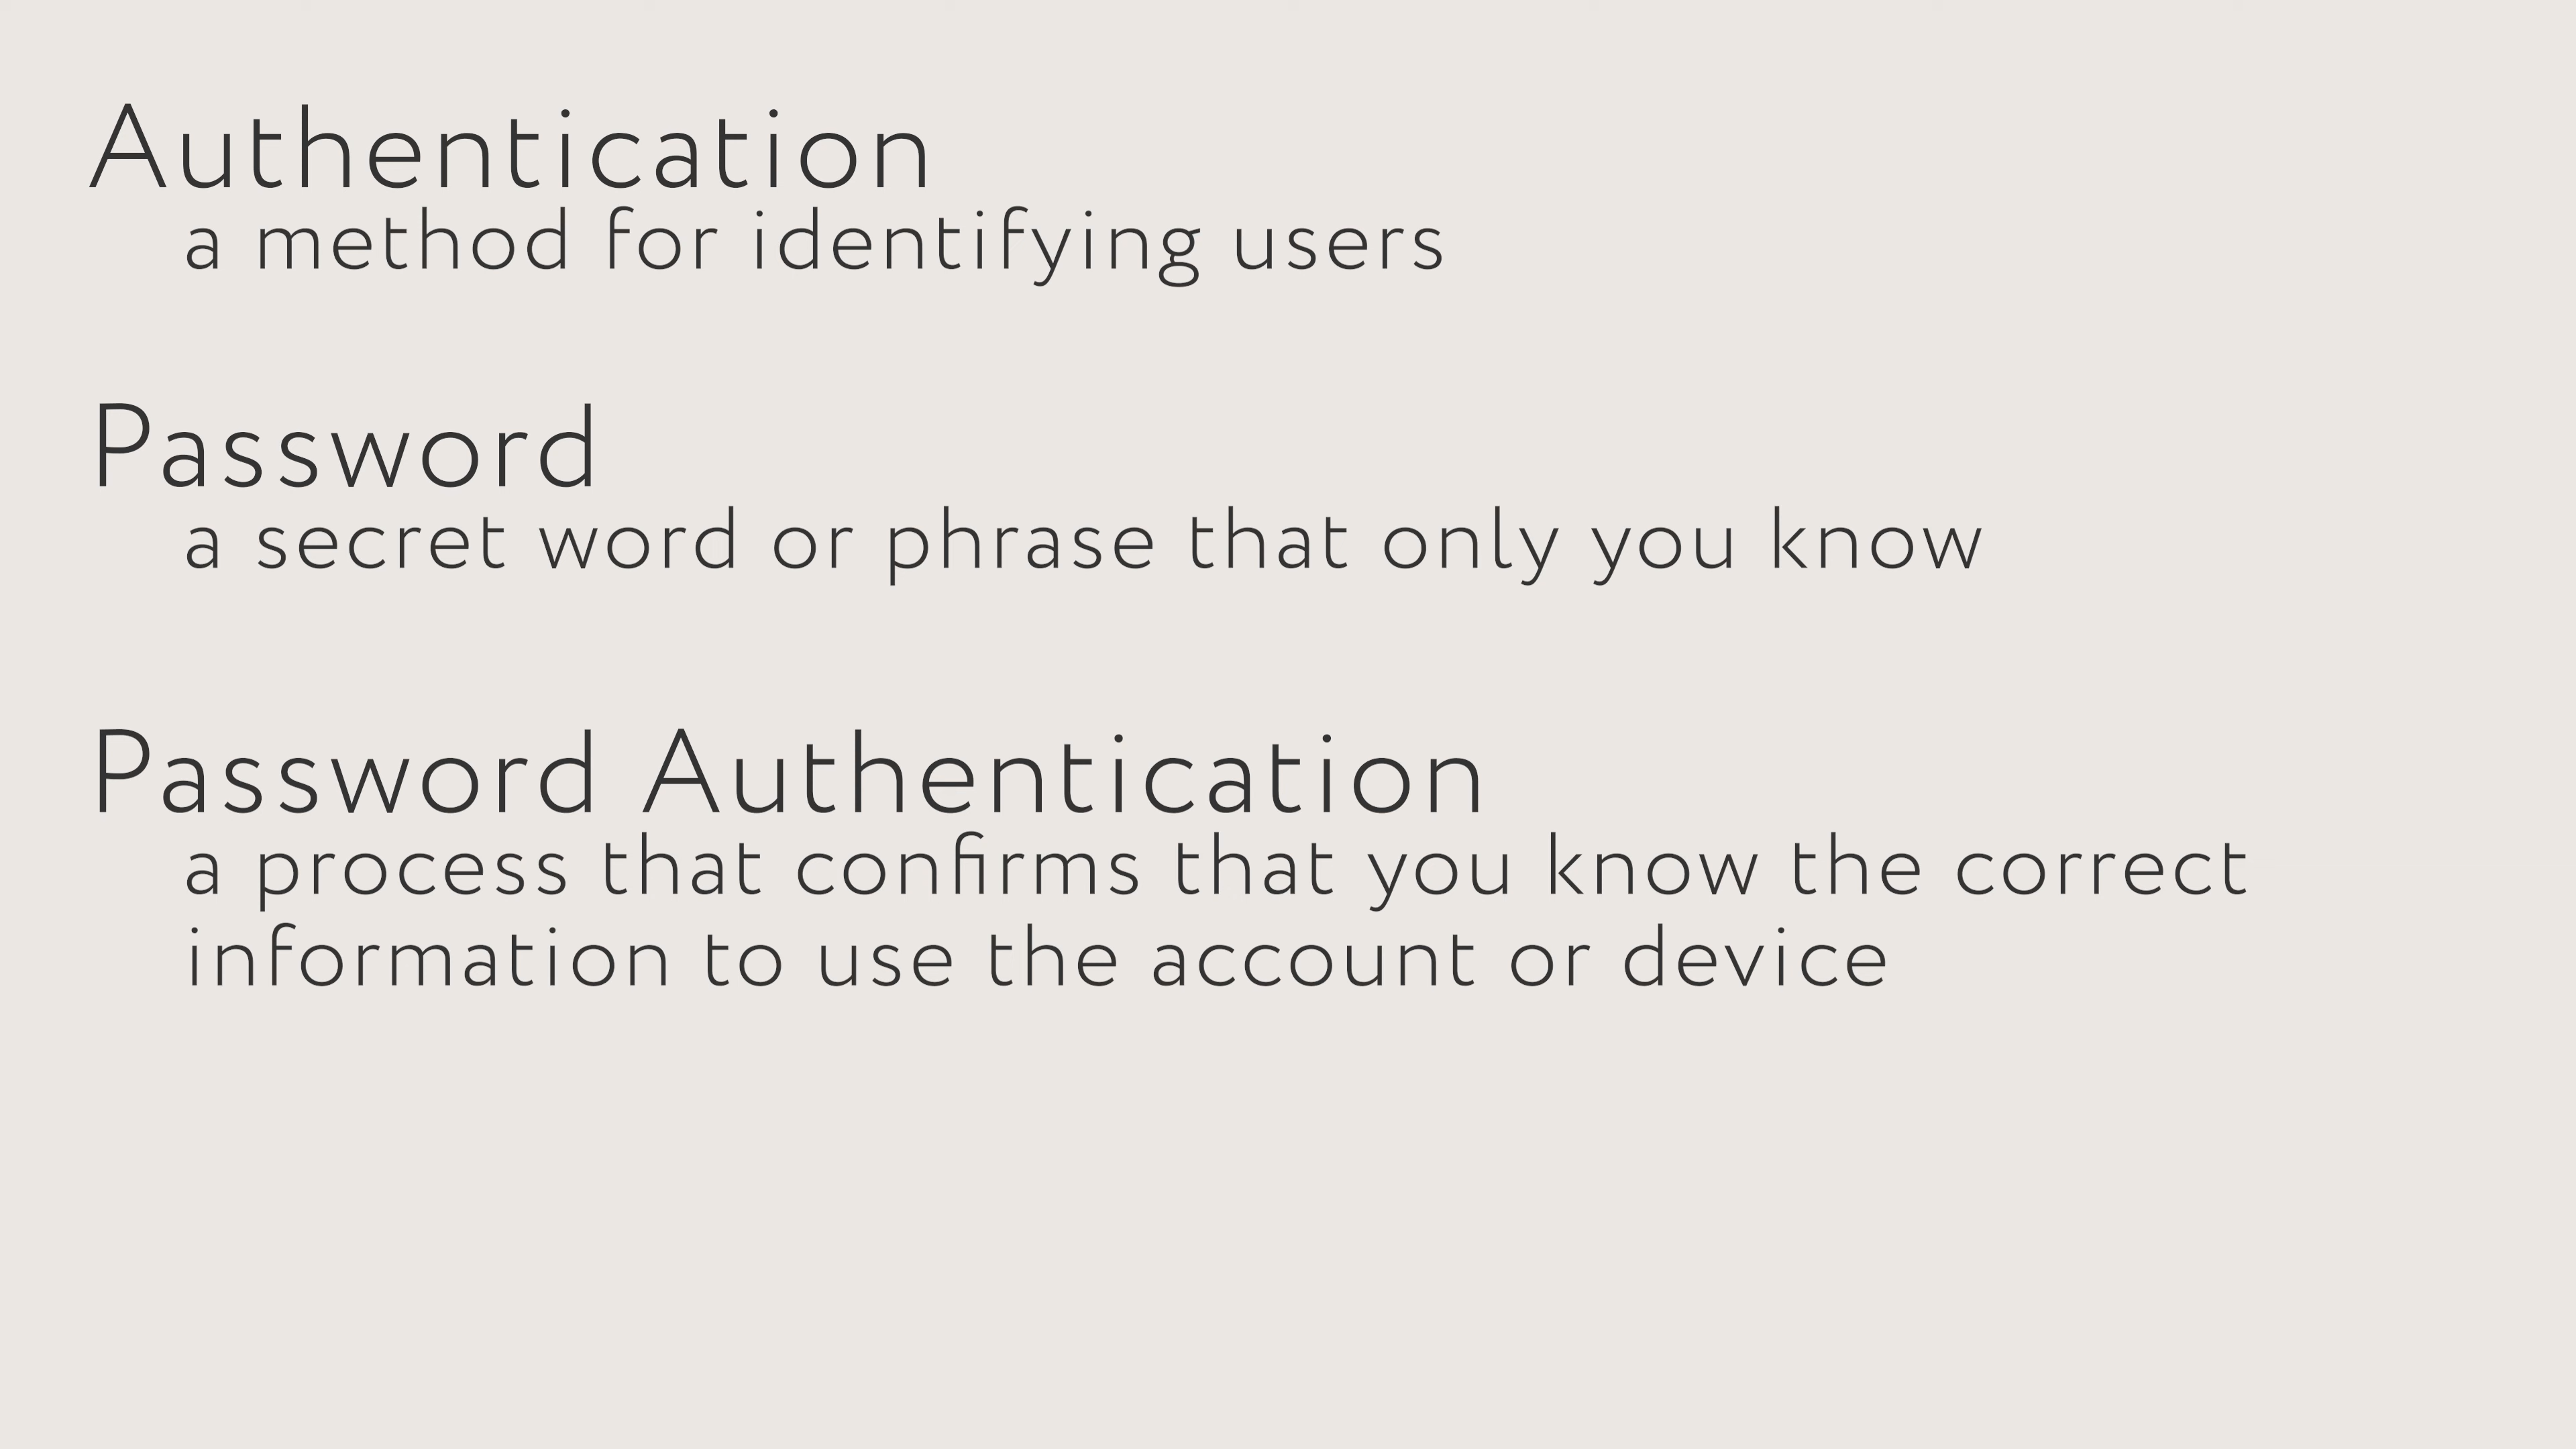 Authentication
a method for identifying users
Password
a secret word or phrase that only you know
Password Authentication
a process that confirms that you know the correct
information to use the account or device